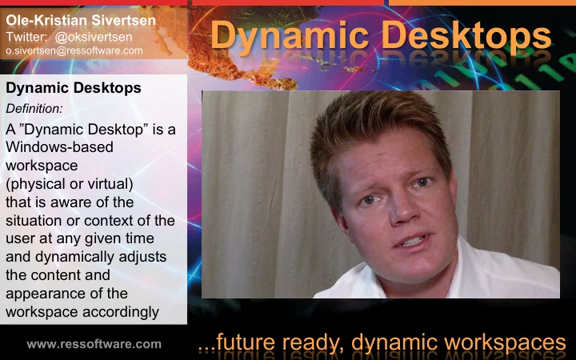 Ole-Kristian Sivertsen
Twitter: @oksivertsen
o.sivertsen@ressoftware.com
Dynamic Desktops
Dynamic Desktops
Definition:
A "Dynamic Desktop" is a
Windows-based
workspace
(physical or virtual)
that is aware of the
situation or context of the
user at any given time
and dynamically adjusts
the content and
appearance of the
workspace accordingly
www.ressoftware.com
...future ready, dynamic workspaces